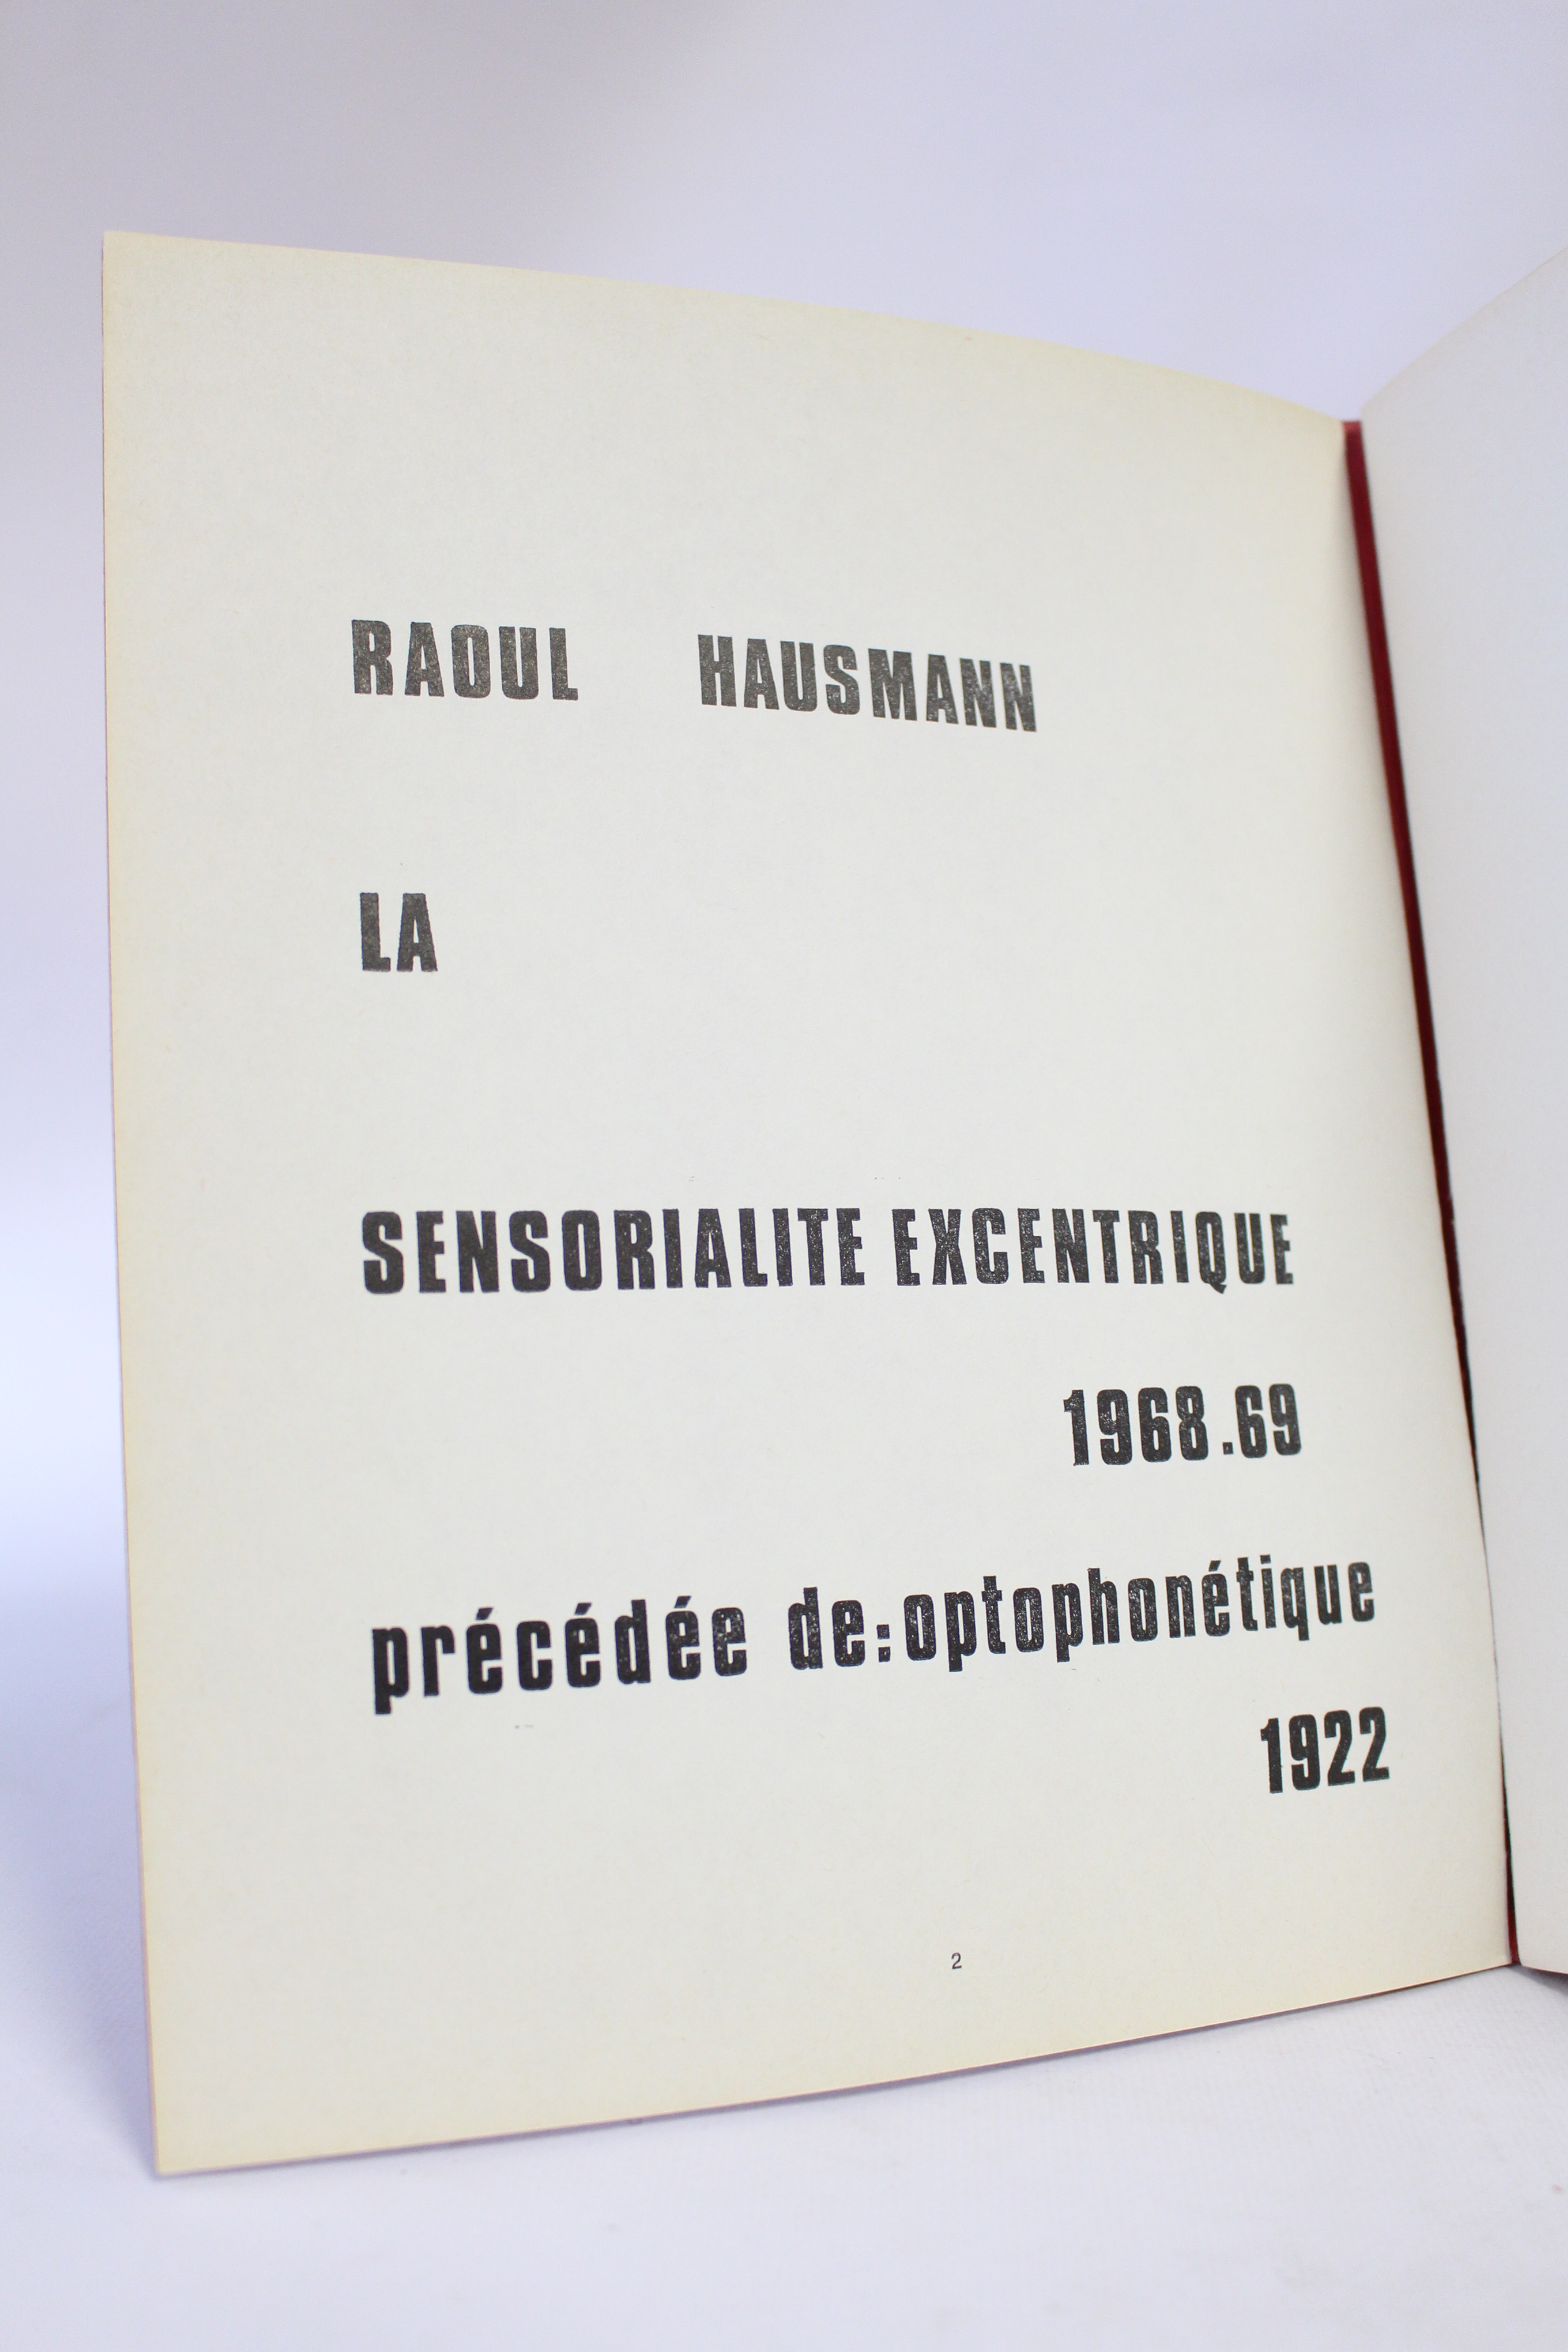 RAOUL HAUSMANN
LA
SENSORIALITE EXCENTRIQUE
1968.69
précédée de: optophonétique
1922
2